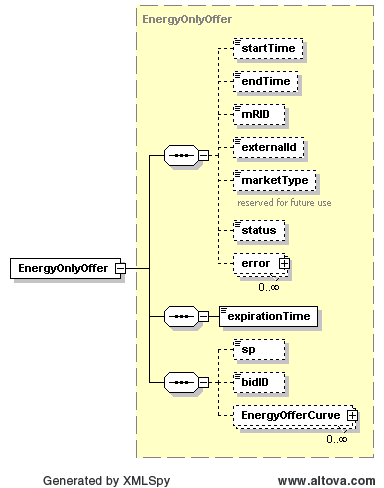 EnergyOnlyOffer
startTime
endTime
mRID
externalId
marketType
reserved for future use
status
error
0..∞
EnergyOnlyOffer
expirationTime
sp
bidID
EnergyOfferCurve
0..∞
Generated by XMLSpy
www.altova.com